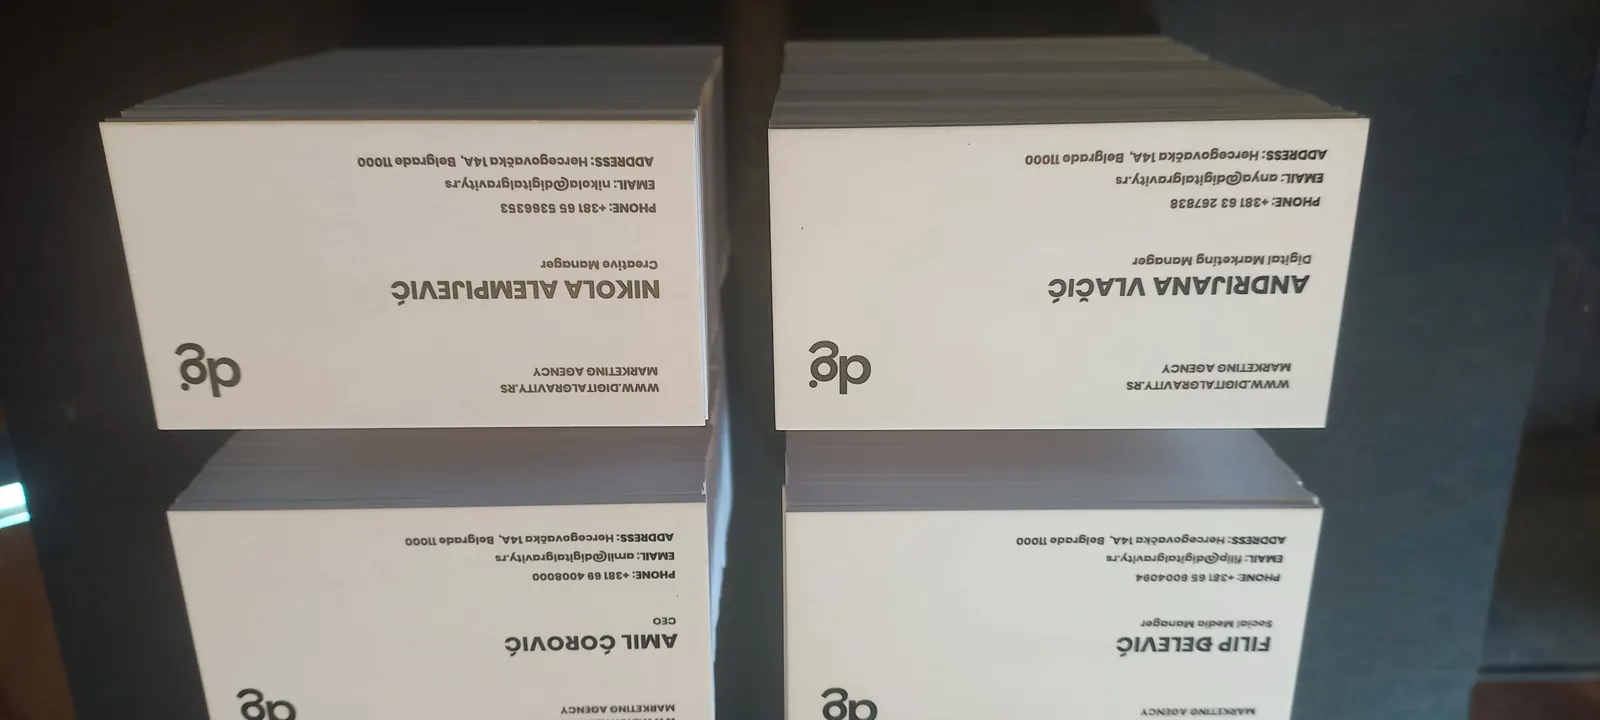 MARKETING AGENCY
dg
FILIP ĐELEVIĆ
Social Media Manager
PHONE: +381 65 6004094
EMAIL: filip@digitalgravity.rs
ADDRESS: Hercegovačka 14A, Belgrade 11000
MARKETING AGENCY
dg
AMIL ĆOROVIĆ
CEO
PHONE: +381 69 4008000
EMAIL: amil@digitalgravity.rs
ADDRESS: Hercegovačka 14A, Belgrade 11000
WWW.DIGITALGRAVITY.RS
MARKETING AGENCY
dg
ANDRIJANA VLAČIĆ
Digital Marketing Manager
PHONE: +381 63 267838
EMAIL: anya@digitalgravity.rs
ADDRESS: Hercegovačka 14A, Belgrade 11000
WWW.DIGITALGRAVITY.RS
MARKETING AGENCY
dg
NIKOLA ALEMPIJEVIĆ
Creative Manager
PHONE: +381 65 5366353
EMAIL: nikola@digitalgravity.rs
ADDRESS: Hercegovačka 14A, Belgrade 11000